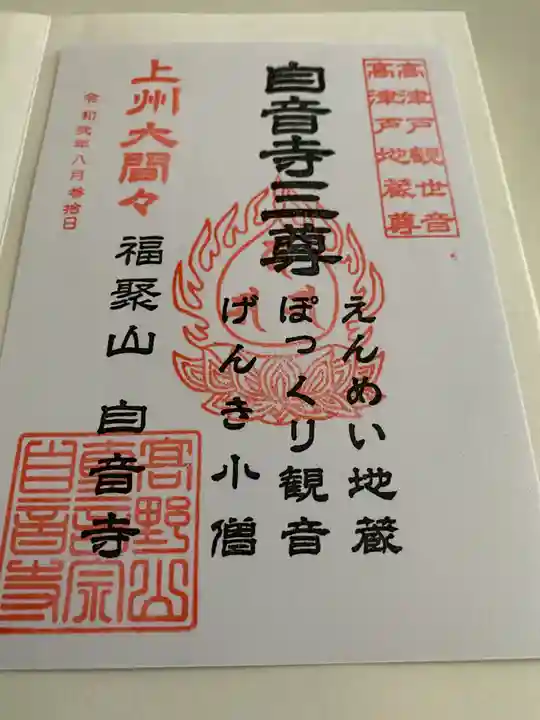 高津戸観世音
高津戸地蔵尊
自音寺三尊
えんめい地蔵
ぽっくり観音
げんき小僧
上州大間々
福聚山 自音寺
令和弐年八月参拾日
高野山
真言宗
自音寺